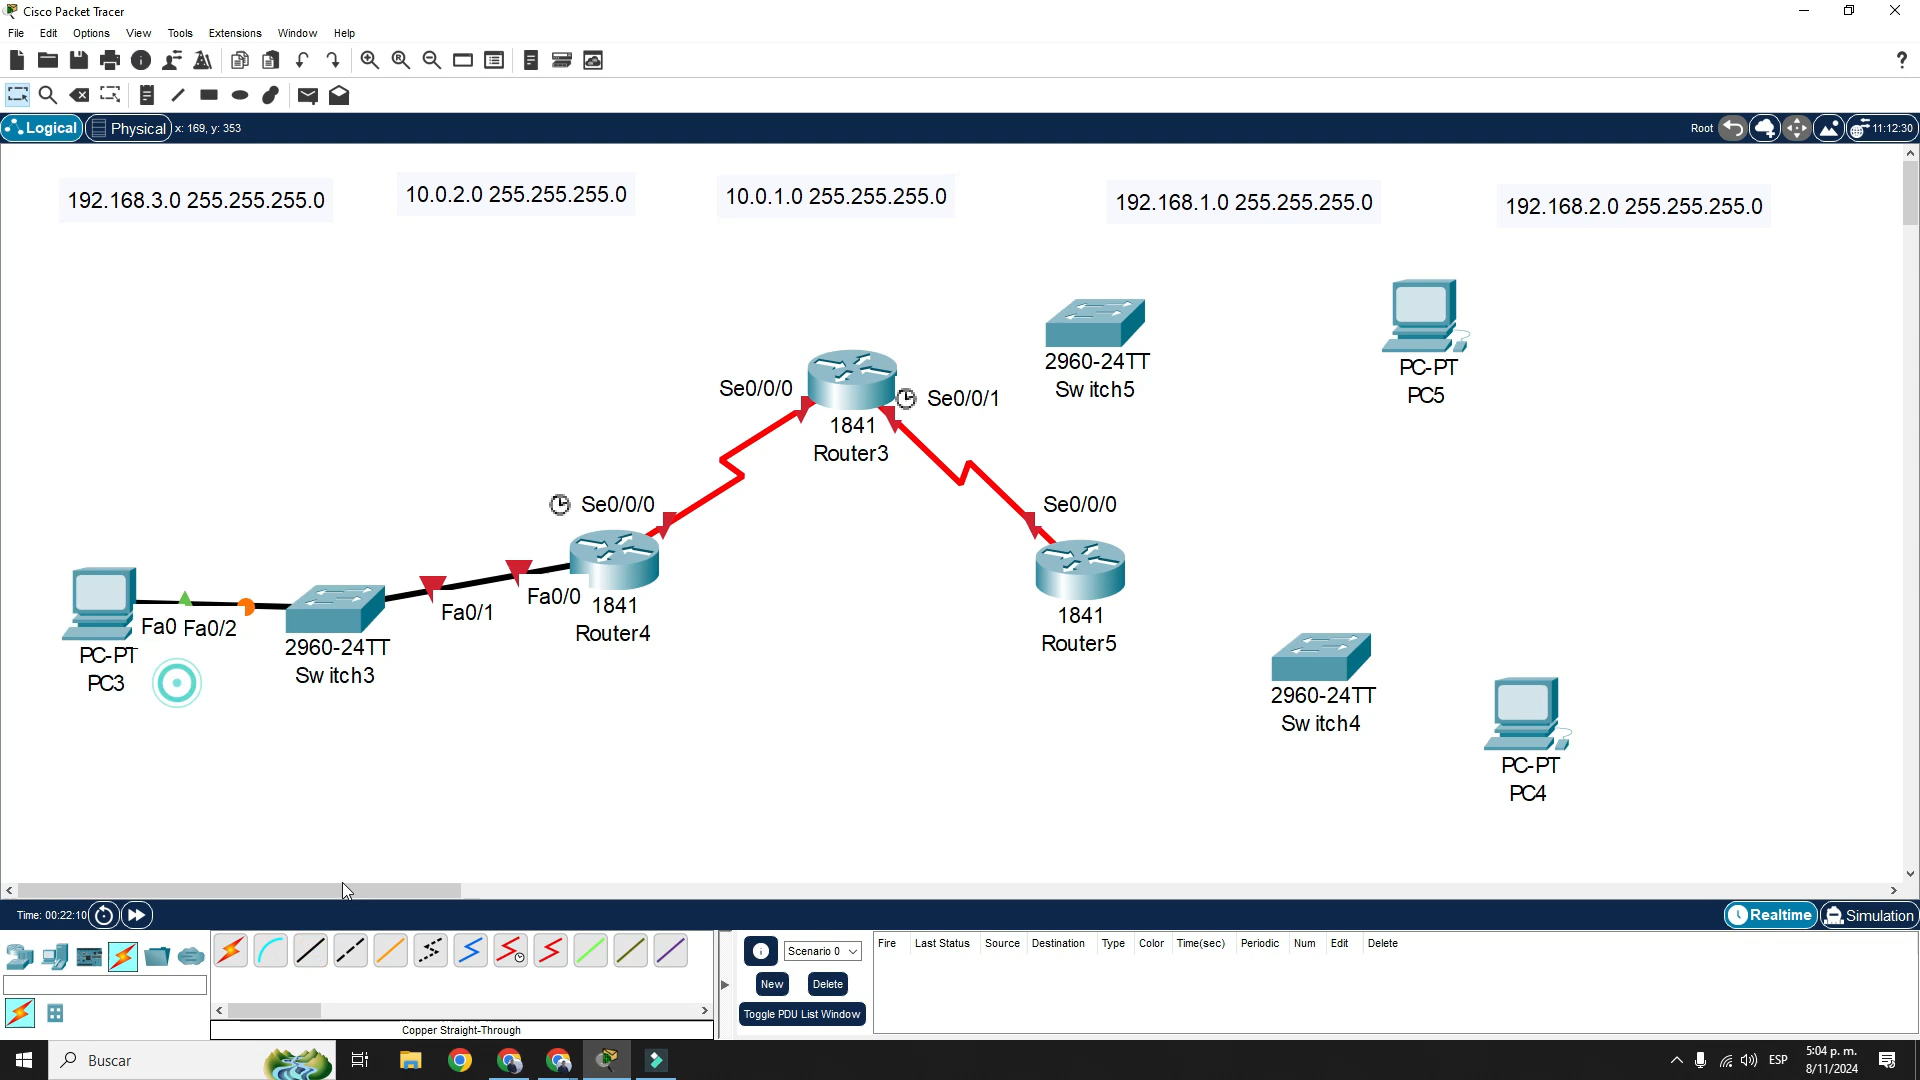 Cisco Packet Tracer
File Edit Options View Tools Extensions Window Help
Logical Physical x: 169, y: 353 Root 11:12:30
192.168.3.0 255.255.255.0
10.0.2.0 255.255.255.0
10.0.1.0 255.255.255.0
192.168.1.0 255.255.255.0
192.168.2.0 255.255.255.0
2960-24TT
Switch5
PC-PT
PC5
Se0/0/0
Se0/0/1
1841
Router3
Se0/0/0
Se0/0/0
Fa0/0
Fa0/1
1841
Router4
1841
Router5
Fa0 Fa0/2
PC-PT
PC3
2960-24TT
Switch3
2960-24TT
Switch4
PC-PT
PC4
Time: 00:22:10 Realtime Simulation
Scenario 0
New Delete
Toggle PDU List Window
Fire Last Status Source Destination Type Color Time(sec) Periodic Num Edit Delete
Copper Straight-Through
Buscar
ESP
5:04 p. m.
8/11/2024